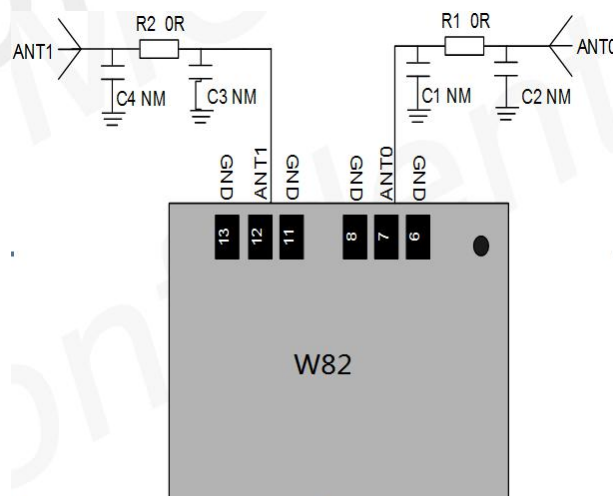 R2 0R
R1 0R
ANT1
ANT0
C4 NM
C3 NM
C1 NM
C2 NM
GND
ANT1
GND
GND
ANT0
GND
13
12
11
8
7
6
W82